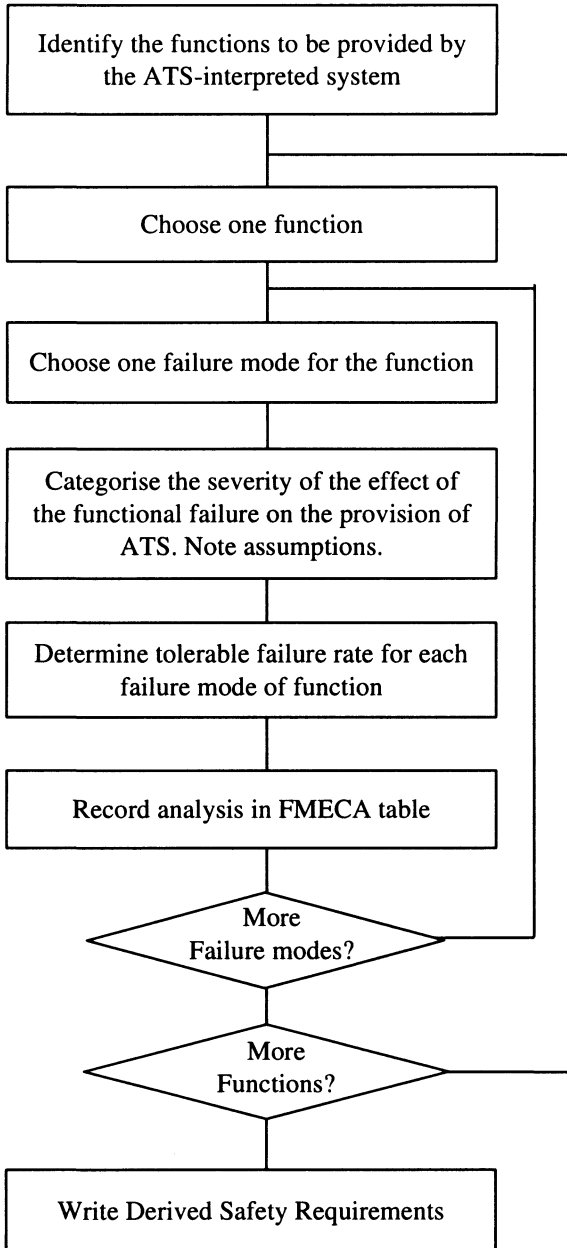 Identify the functions to be provided by
the ATS-interpreted system
Choose one function
Choose one failure mode for the function
Categorise the severity of the effect of
the functional failure on the provision of
ATS. Note assumptions.
Determine tolerable failure rate for each
failure mode of function
Record analysis in FMECA table
More
Failure modes?
More
Functions?
Write Derived Safety Requirements